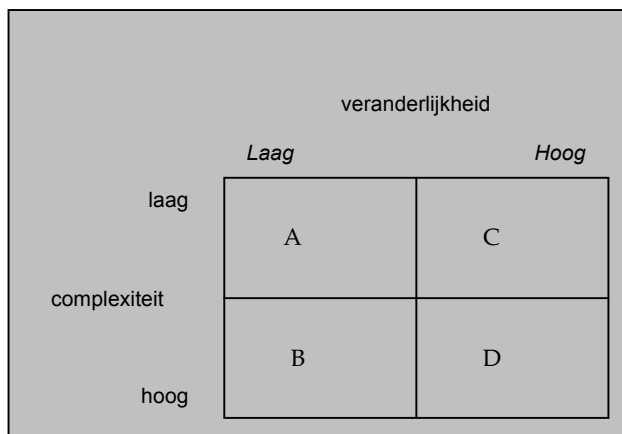 veranderlijkheid
Laag Hoog
laag
A C
complexiteit
B D
hoog